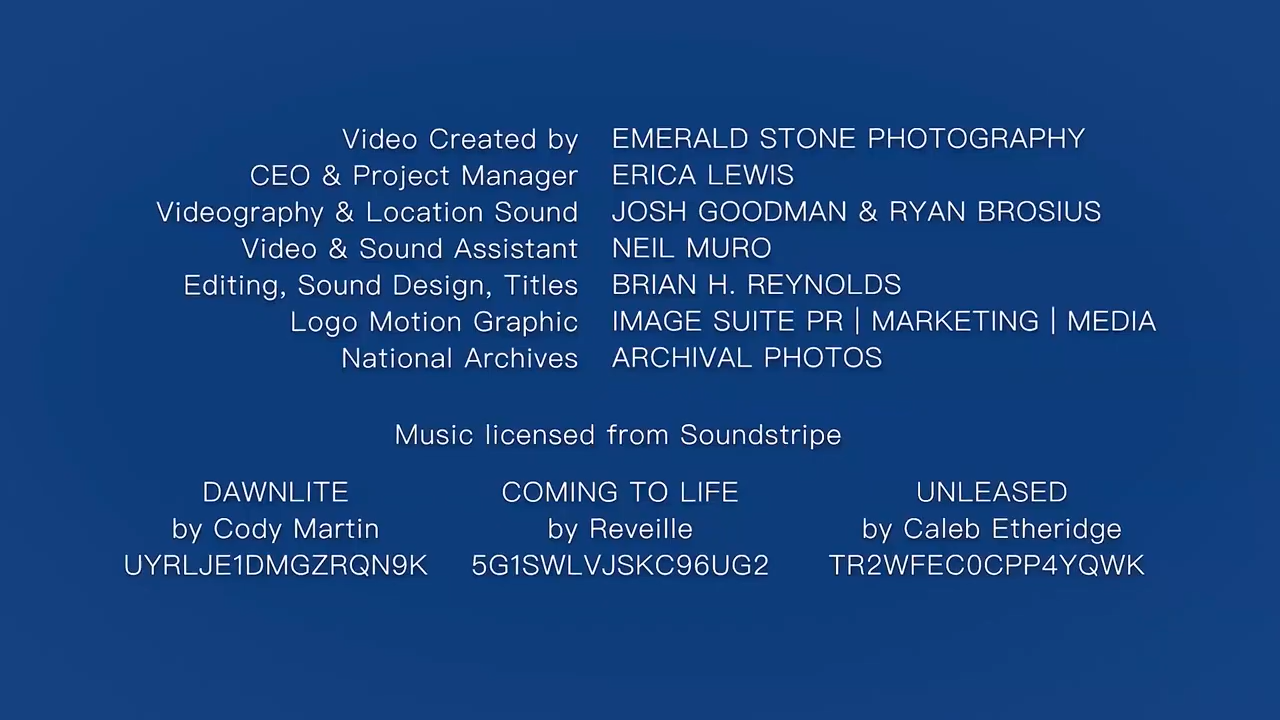 Video Created by EMERALD STONE PHOTOGRAPHY
CEO & Project Manager ERICA LEWIS
Videography & Location Sound JOSH GOODMAN & RYAN BROSIUS
Video & Sound Assistant NEIL MURO
Editing, Sound Design, Titles BRIAN H. REYNOLDS
Logo Motion Graphic IMAGE SUITE PR | MARKETING | MEDIA
National Archives ARCHIVAL PHOTOS
Music licensed from Soundstripe
DAWNLITE COMING TO LIFE UNLEASED
by Cody Martin by Reveille by Caleb Etheridge
UYRLJE1DMGZRQN9K 5G1SWLVJSKC96UG2 TR2WFEC0CPP4YQWK